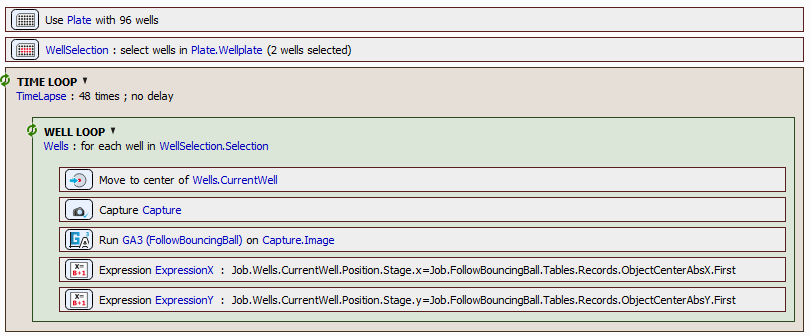 Use Plate with 96 wells
WellSelection : select wells in Plate.Wellplate (2 wells selected)
TIME LOOP ▼
TimeLapse : 48 times ; no delay
WELL LOOP ▼
Wells : for each well in WellSelection.Selection
Move to center of Wells.CurrentWell
Capture Capture
Run GA3 (FollowBouncingBall) on Capture.Image
X=
B+1
Expression ExpressionX : Job.Wells.CurrentWell.Position.Stage.x=Job.FollowBouncingBall.Tables.Records.ObjectCenterAbsX.First
X=
B+1
Expression ExpressionY : Job.Wells.CurrentWell.Position.Stage.y=Job.FollowBouncingBall.Tables.Records.ObjectCenterAbsY.First